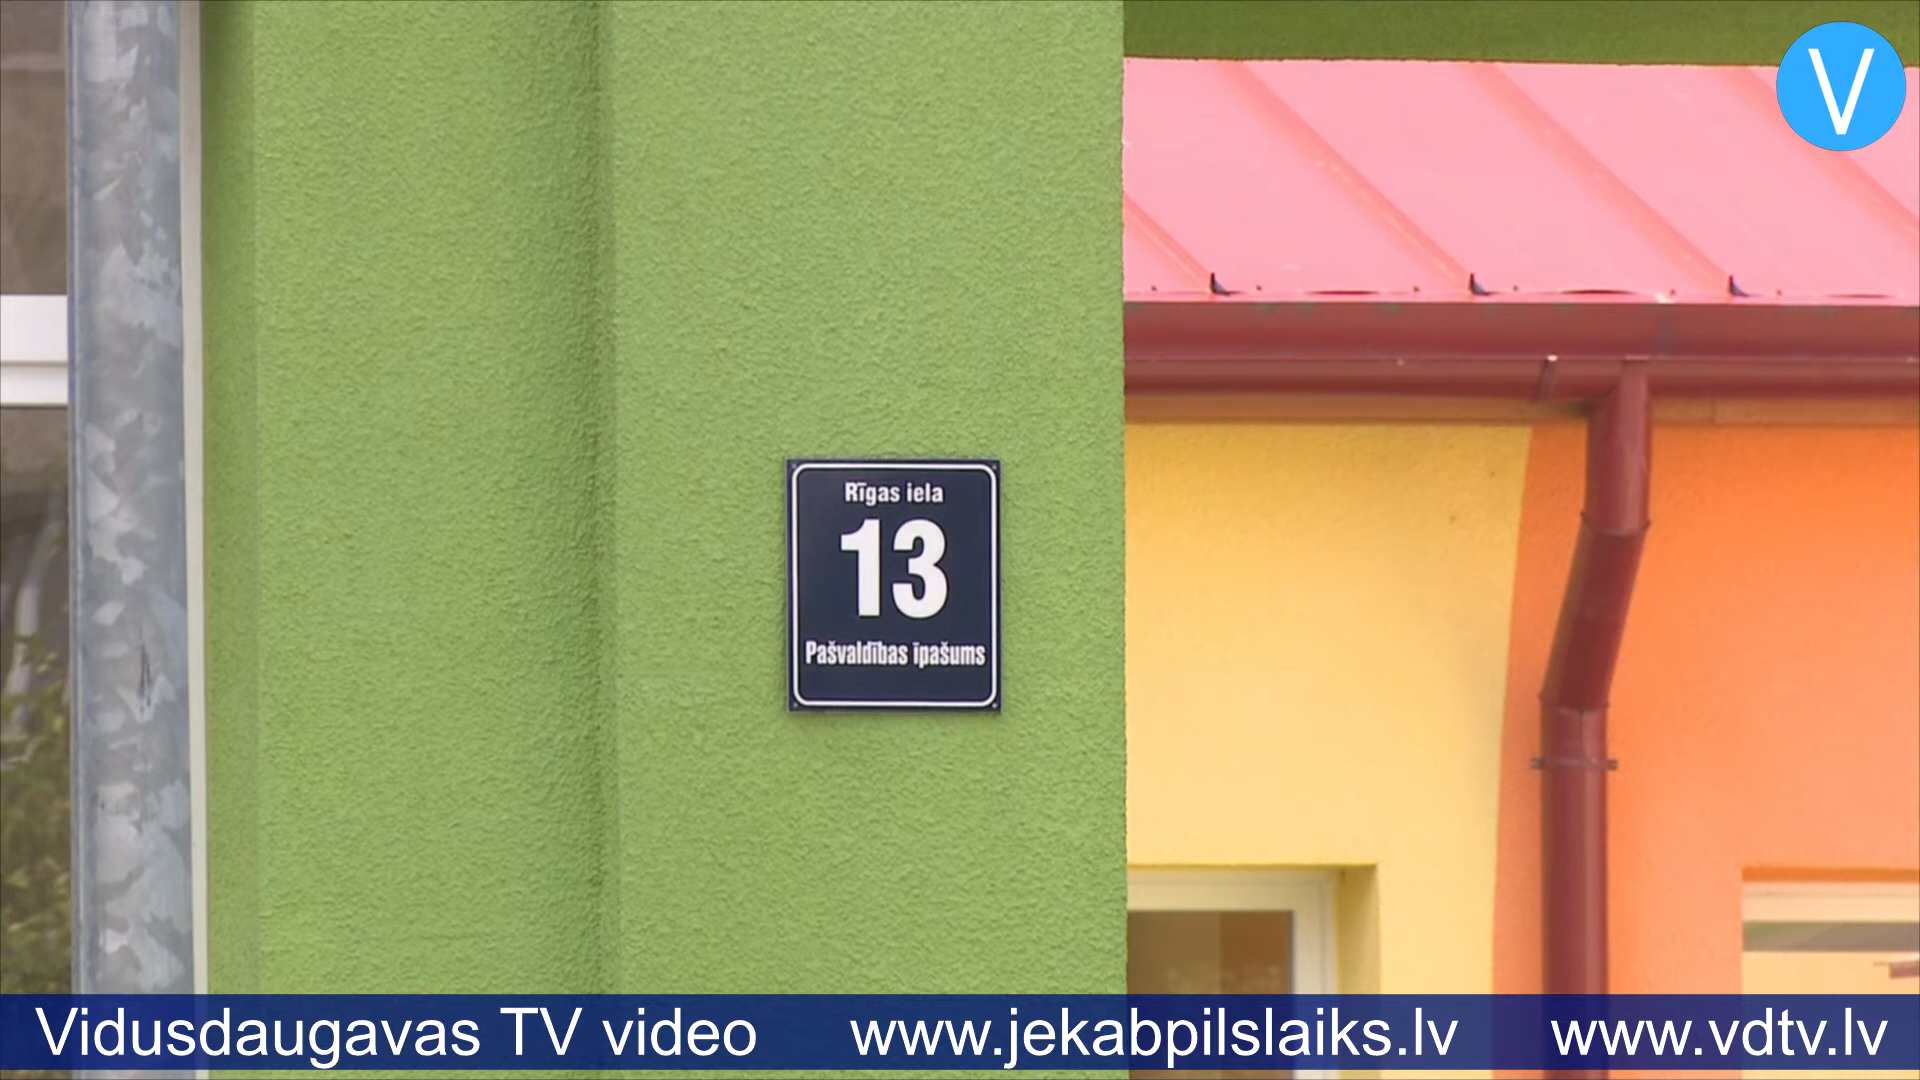 V
Rīgas iela
13
Pašvaldības īpašums
Vidusdaugavas TV video www.jekabpilslaiks.lv www.vdtv.lv